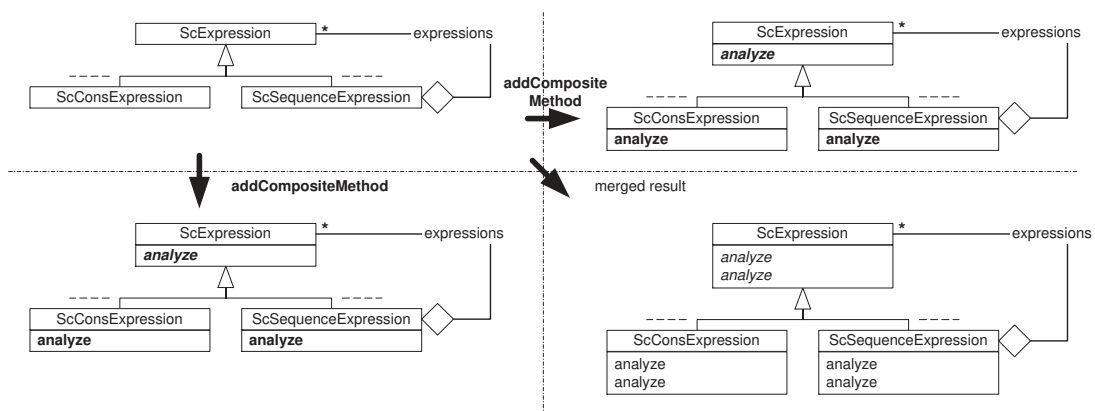 ScExpression
*
expressions
ScConsExpression
ScSequenceExpression
addComposite
Method
ScExpression
*
expressions
analyze
ScConsExpression
ScSequenceExpression
analyze
analyze
addCompositeMethod
merged result
ScExpression
*
expressions
analyze
ScConsExpression
ScSequenceExpression
analyze
analyze
ScExpression
*
expressions
analyze
analyze
ScConsExpression
ScSequenceExpression
analyze
analyze
analyze
analyze